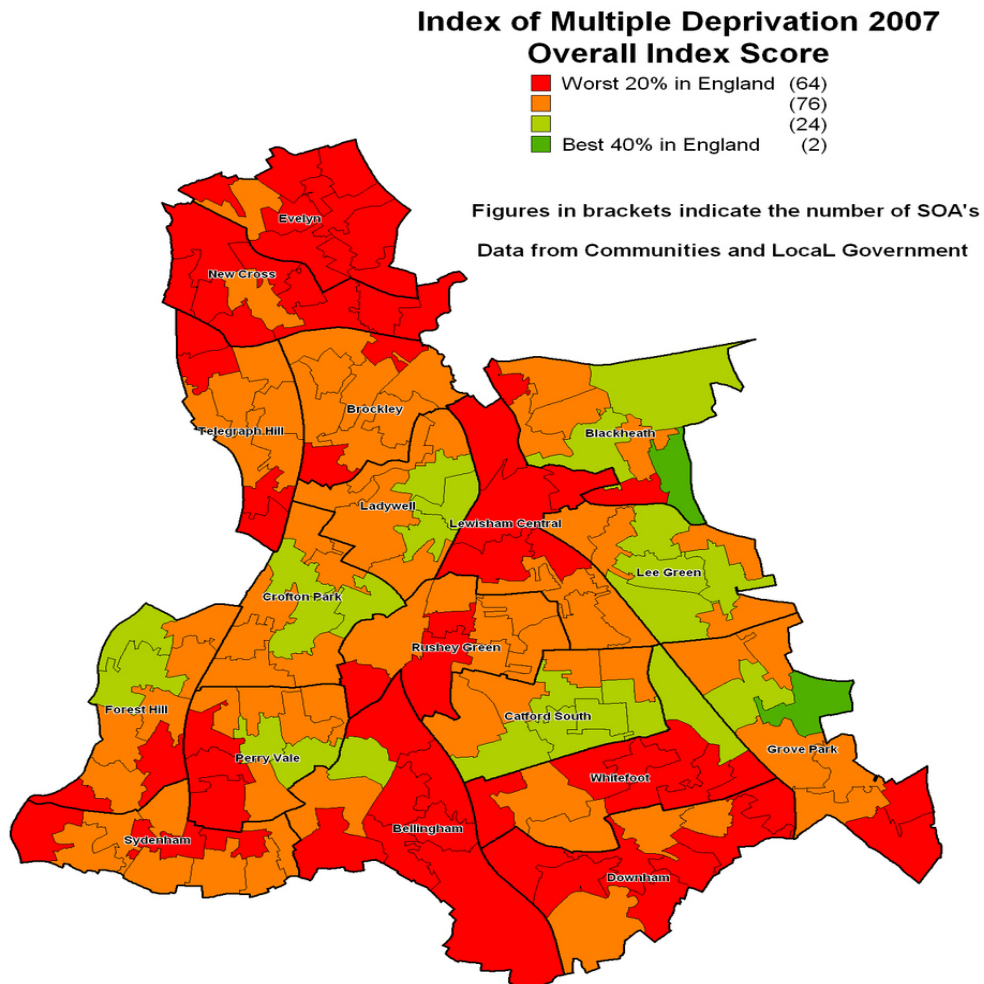 Index of Multiple Deprivation 2007
Overall Index Score
Worst 20% in England (64)
(76)
(24)
Best 40% in England (2)
Figures in brackets indicate the number of SOA's
Data from Communities and LocaL Government
Evelyn
New Cross
Brockley
Telegraph Hill
Blackheath
Ladywell
Lewisham Central
Lee Green
Crofton Park
Rushey Green
Forest Hill
Catford South
Grove Park
Perry Vale
Whitefoot
Bellingham
Sydenham
Downham